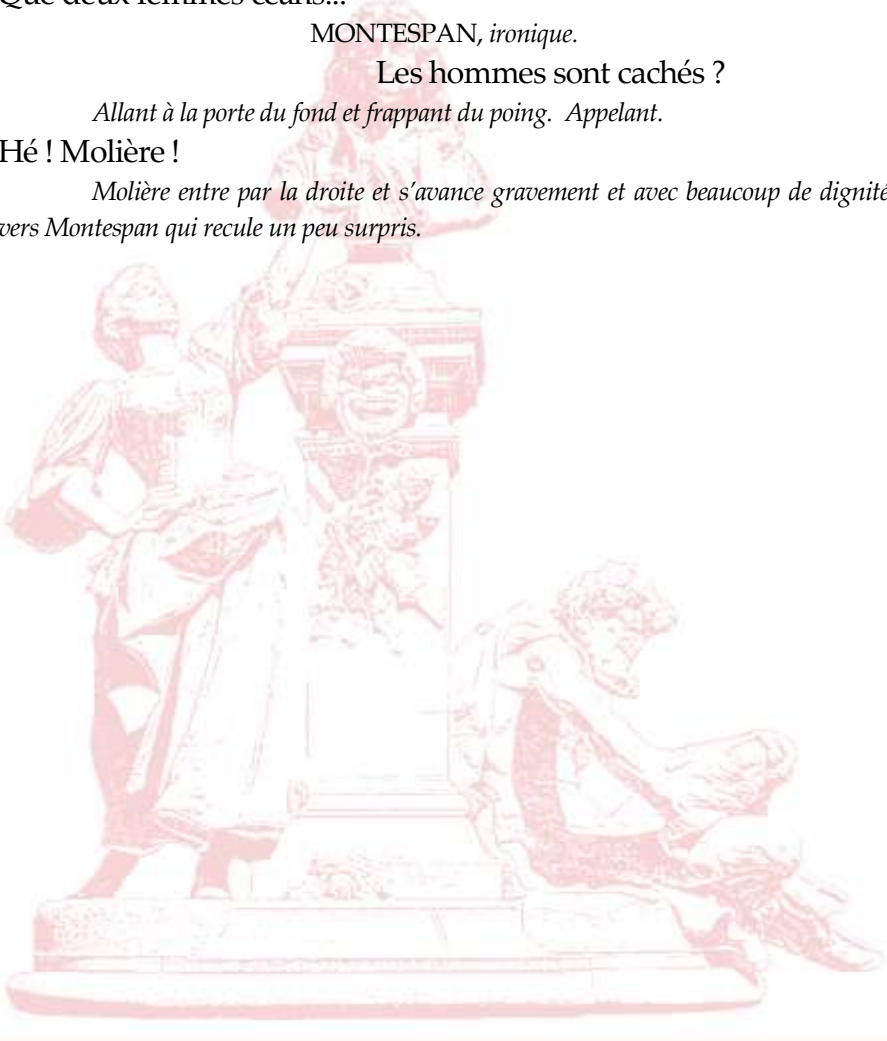 Que deux femmes céans...
MONTESPAN, ironique.
Les hommes sont cachés ?
Allant à la porte du fond et frappant du poing. Appelant.
Hé ! Molière !
Molière entre par la droite et s’avance gravement et avec beaucoup de dignité
vers Montespan qui recule un peu surpris.